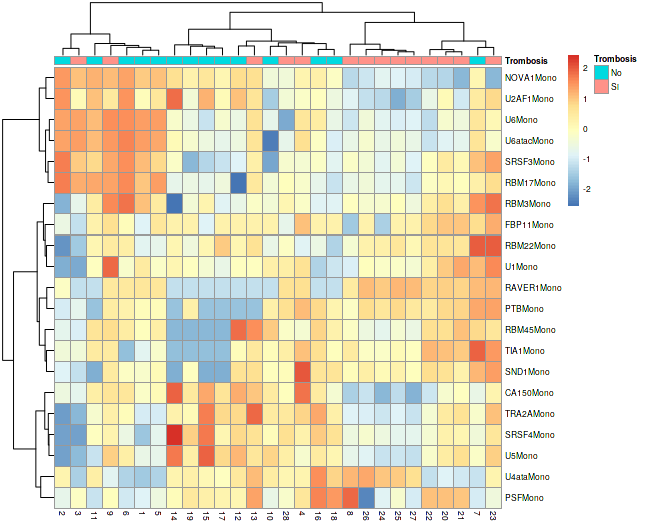 Trombosis
NOVA1Mono
U2AF1Mono
U6Mono
U6atacMono
SRSF3Mono
RBM17Mono
RBM3Mono
FBP11Mono
RBM22Mono
U1Mono
RAVER1Mono
PTBMono
RBM45Mono
TIA1Mono
SND1Mono
CA150Mono
TRA2AMono
SRSF4Mono
U5Mono
U4ataMono
PSFMono
2 3 11 9 6 1 5 14 19 15 17 12 13 10 28 4 16 18 8 26 24 25 27 22 20 21 7 23
2
0
-1
-2
Trombosis
No
SI